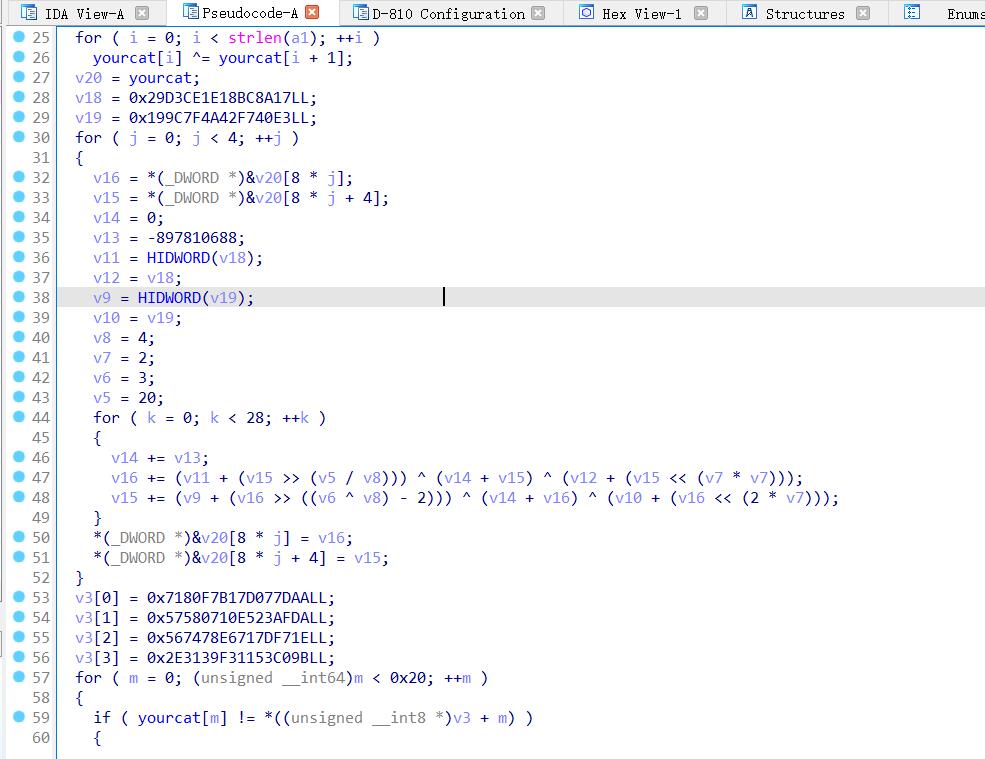 IDA View-A Pseudocode-A D-810 Configuration Hex View-1 Structures Enums
25 for ( i = 0; i < strlen(a1); ++i )
26 yourcat[i] ^= yourcat[i + 1];
27 v20 = yourcat;
28 v18 = 0x29D3CE1E18BC8A17LL;
29 v19 = 0x199C7F4A42F740E3LL;
30 for ( j = 0; j < 4; ++j )
31 {
32 v16 = *(_DWORD *)&v20[8 * j];
33 v15 = *(_DWORD *)&v20[8 * j + 4];
34 v14 = 0;
35 v13 = -897810688;
36 v11 = HIDWORD(v18);
37 v12 = v18;
38 v9 = HIDWORD(v19);
39 v10 = v19;
40 v8 = 4;
41 v7 = 2;
42 v6 = 3;
43 v5 = 20;
44 for ( k = 0; k < 28; ++k )
45 {
46 v14 += v13;
47 v16 += (v11 + (v15 >> (v5 / v8))) ^ (v14 + v15) ^ (v12 + (v15 << (v7 * v7)));
48 v15 += (v9 + (v16 >> ((v6 ^ v8) - 2))) ^ (v14 + v16) ^ (v10 + (v16 << (2 * v7)));
49 }
50 *(_DWORD *)&v20[8 * j] = v16;
51 *(_DWORD *)&v20[8 * j + 4] = v15;
52 }
53 v3[0] = 0x7180F7B17D077DAALL;
54 v3[1] = 0x57580710E523AFDALL;
55 v3[2] = 0x567478E6717DF71ELL;
56 v3[3] = 0x2E3139F31153C09BLL;
57 for ( m = 0; (unsigned __int64)m < 0x20; ++m )
58 {
59 if ( yourcat[m] != *((unsigned __int8 *)v3 + m) )
60 {